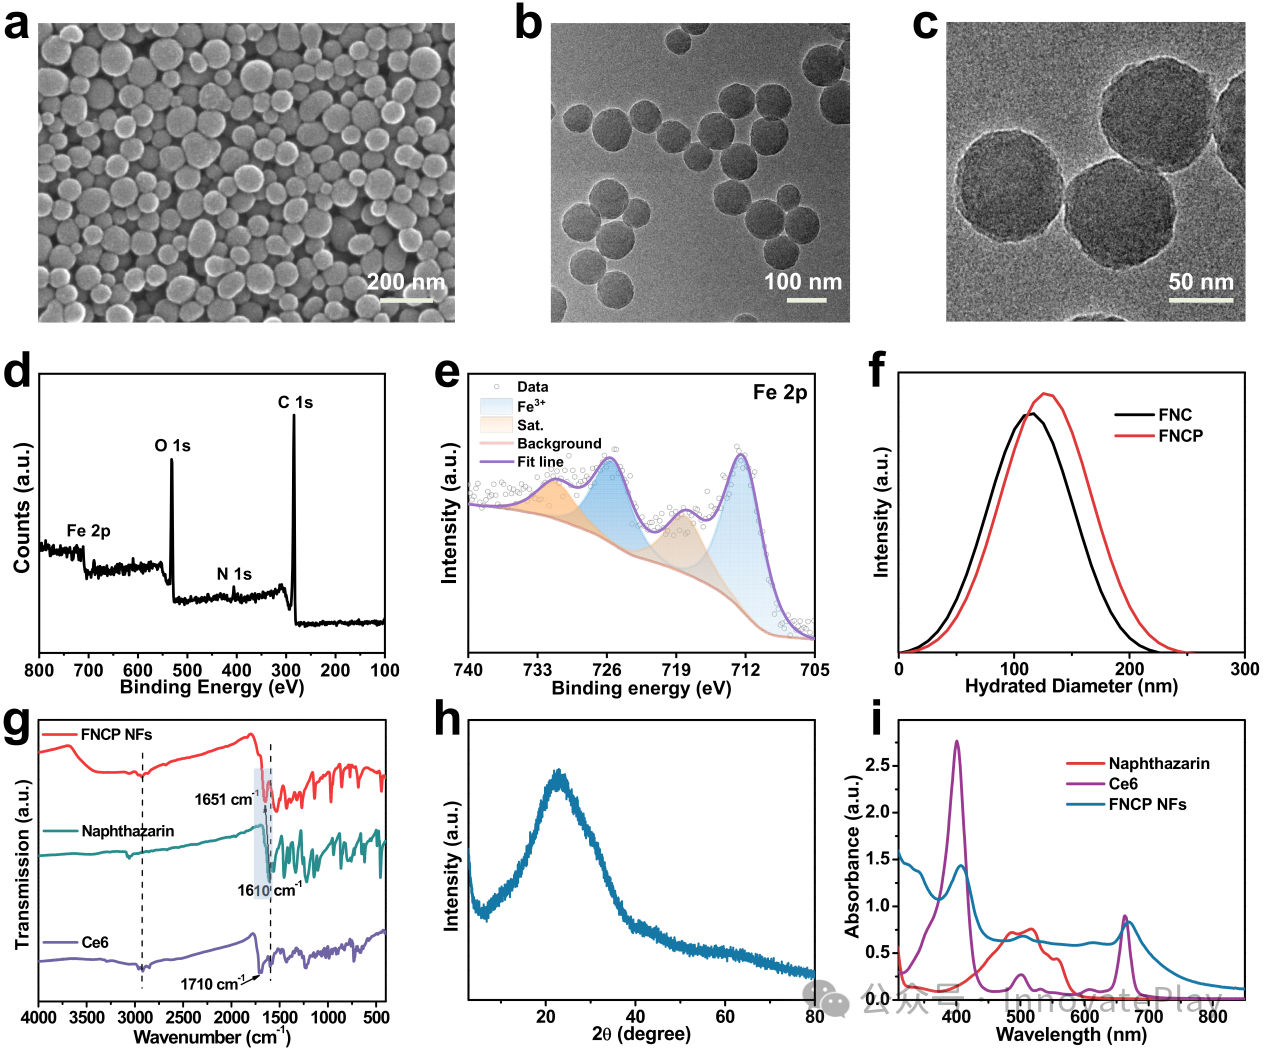 a
b
c
200 nm
100 nm
50 nm
d
Counts (a.u.)
Fe 2p
O 1s
N 1s
C 1s
800 700 600 500 400 300 200 100
Binding Energy (eV)
e
Intensity (a.u.)
Data
Fe³⁺
Sat.
Background
Fit line
Fe 2p
740 733 726 719 712 705
Binding energy (eV)
f
Intensity (a.u.)
FNC
FNCP
0 100 200 300
Hydrated Diameter (nm)
g
Transmission (a.u.)
FNCP NFs
1651 cm⁻¹
Naphthazarin
1610 cm⁻¹
Ce6
1710 cm⁻¹
4000 3500 3000 2500 2000 1500 1000 500
Wavenumber (cm⁻¹)
h
Intensity (a.u.)
20 40 60 80
2θ (degree)
i
Absorbance (a.u.)
2.5
2.0
1.5
1.0
0.5
0.0
Naphthazarin
Ce6
FNCP NFs
400 500 600 700 800
Wavelength (nm)
公众号 · InnovatePlay